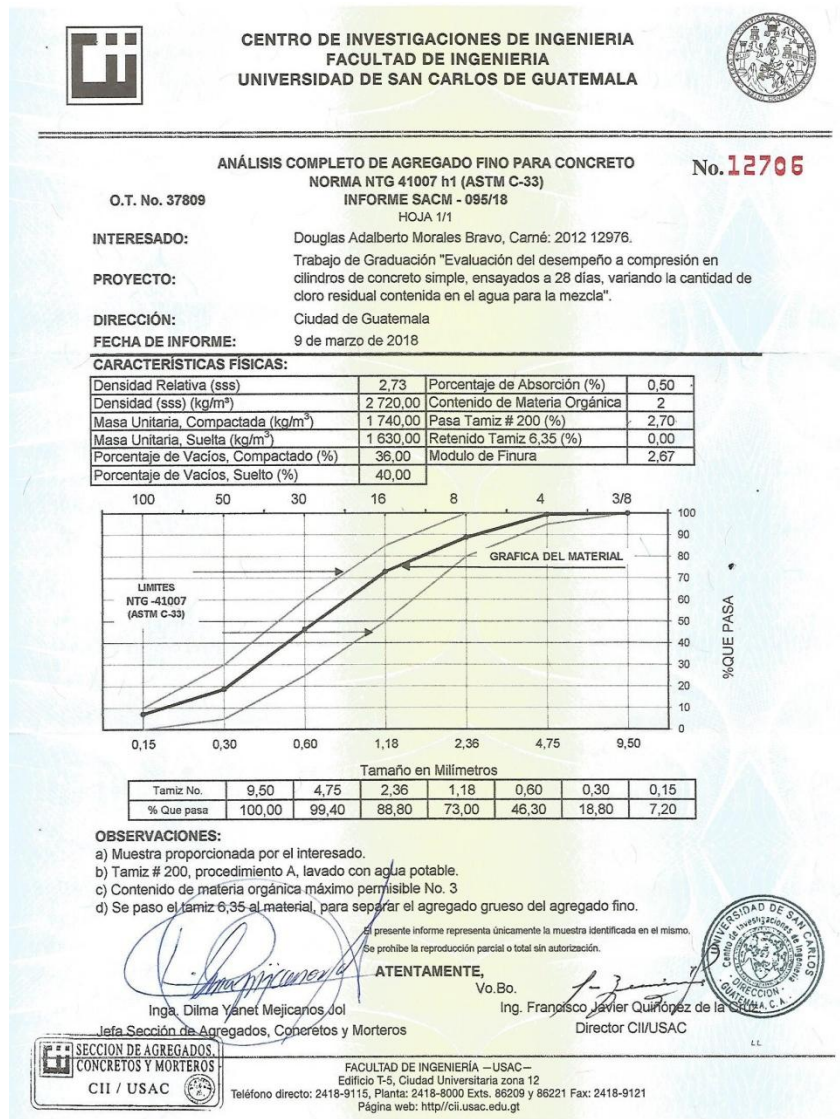 CENTRO DE INVESTIGACIONES DE INGENIERIA
FACULTAD DE INGENIERIA
UNIVERSIDAD DE SAN CARLOS DE GUATEMALA
ANÁLISIS COMPLETO DE AGREGADO FINO PARA CONCRETO
No. 12706
NORMA NTG 41007 h1 (ASTM C-33)
O.T. No. 37809
INFORME SACM - 095/18
HOJA 1/1
INTERESADO: Douglas Adalberto Morales Bravo, Carné: 2012 12976.
PROYECTO: Trabajo de Graduación "Evaluación del desempeño a compresión en
cilindros de concreto simple, ensayados a 28 días, variando la cantidad de
cloro residual contenida en el agua para la mezcla".
DIRECCIÓN: Ciudad de Guatemala
FECHA DE INFORME: 9 de marzo de 2018
CARACTERÍSTICAS FÍSICAS:
Densidad Relativa (sss) 2,73 Porcentaje de Absorción (%) 0,50
Densidad (sss) (kg/m³) 2 720,00 Contenido de Materia Orgánica 2
Masa Unitaria, Compactada (kg/m³) 1 740,00 Pasa Tamiz # 200 (%) 2,70
Masa Unitaria, Suelta (kg/m³) 1 630,00 Retenido Tamiz 6,35 (%) 0,00
Porcentaje de Vacíos, Compactado (%) 36,00 Modulo de Finura 2,67
Porcentaje de Vacíos, Suelto (%) 40,00
100 50 30 16 8 4 3/8
100
90
80
70
60
50
40
30
20
10
0
%QUE PASA
GRAFICA DEL MATERIAL
LIMITES
NTG -41007
(ASTM C-33)
0,15 0,30 0,60 1,18 2,36 4,75 9,50
Tamaño en Milímetros
Tamiz No. 9,50 4,75 2,36 1,18 0,60 0,30 0,15
% Que pasa 100,00 99,40 88,80 73,00 46,30 18,80 7,20
OBSERVACIONES:
a) Muestra proporcionada por el interesado.
b) Tamiz # 200, procedimiento A, lavado con agua potable.
c) Contenido de materia orgánica máximo permisible No. 3
d) Se paso el tamiz 6,35 al material, para separar el agregado grueso del agregado fino.
El presente informe representa únicamente la muestra identificada en el mismo.
Se prohibe la reproducción parcial o total sin autorización.
ATENTAMENTE,
Vo.Bo.
Inga. Dilma Yanet Mejicanos Jol
Jefa Sección de Agregados, Concretos y Morteros
Ing. Francisco Javier Quiñónez de la Cruz
Director CII/USAC
UNIVERSIDAD DE SAN CARLOS
Centro de Investigaciones de Ingeniería
DIRECCION
GUATEMALA, C. A.
SECCION DE AGREGADOS,
CONCRETOS Y MORTEROS
CII / USAC
FACULTAD DE INGENIERÍA —USAC—
Edificio T-5, Ciudad Universitaria zona 12
Teléfono directo: 2418-9115, Planta: 2418-8000 Exts. 86209 y 86221 Fax: 2418-9121
Página web: http//cii.usac.edu.gt